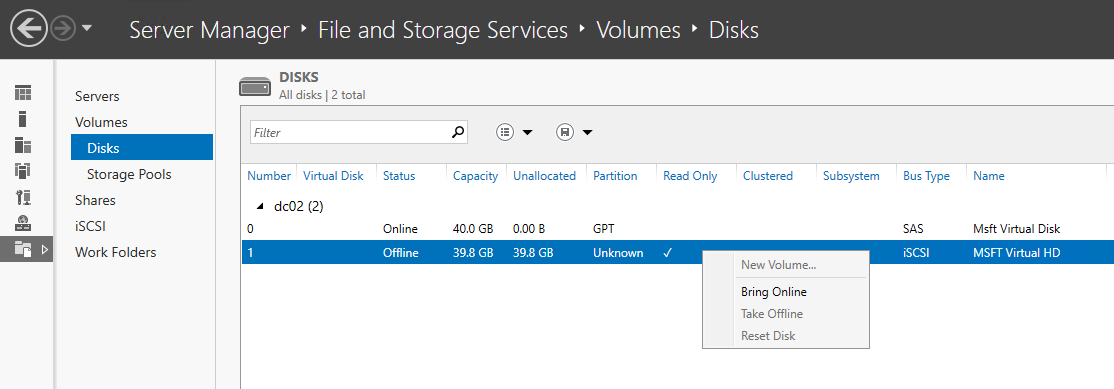 Server Manager ‣ File and Storage Services ‣ Volumes ‣ Disks
Servers
Volumes
Disks
Storage Pools
Shares
iSCSI
Work Folders
DISKS
All disks | 2 total
Filter
Number Virtual Disk Status Capacity Unallocated Partition Read Only Clustered Subsystem Bus Type Name
dc02 (2)
0 Online 40.0 GB 0.00 B GPT SAS Msft Virtual Disk
1 Offline 39.8 GB 39.8 GB Unknown ✓ iSCSI MSFT Virtual HD
New Volume...
Bring Online
Take Offline
Reset Disk